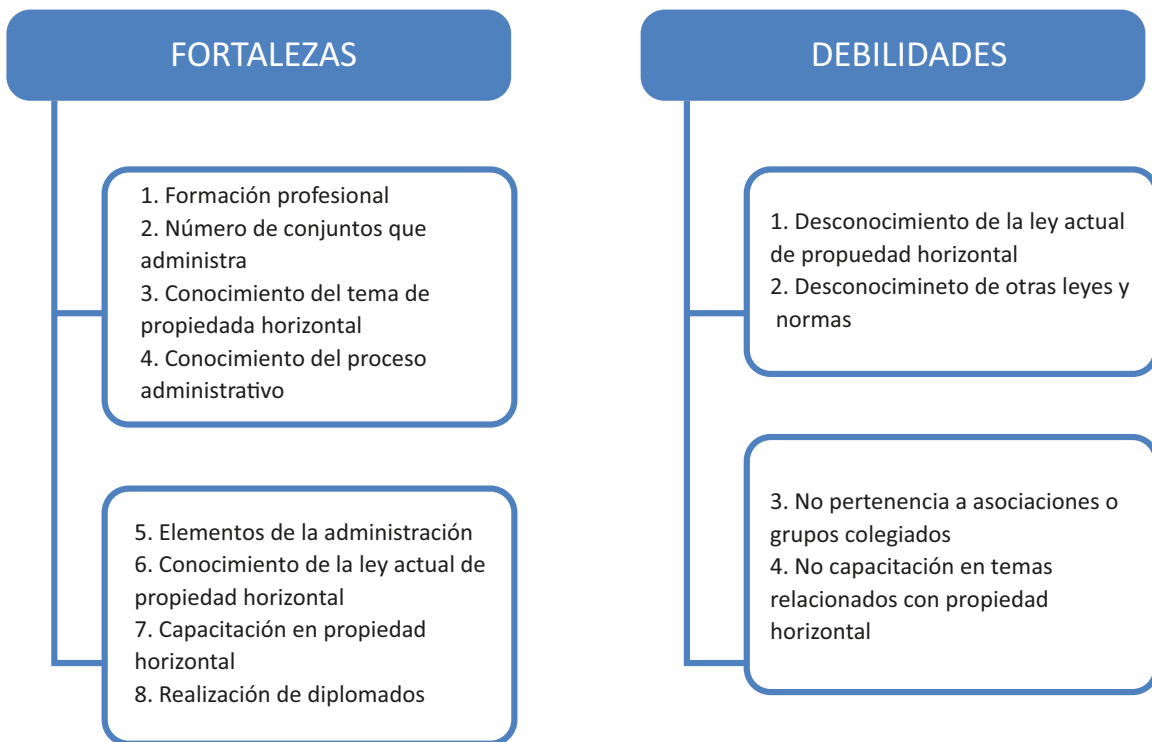 FORTALEZAS
1. Formación profesional
2. Número de conjuntos que
administra
3. Conocimiento del tema de
propiedada horizontal
4. Conocimiento del proceso
administrativo
5. Elementos de la administración
6. Conocimiento de la ley actual de
propiedad horizontal
7. Capacitación en propiedad
horizontal
8. Realización de diplomados
DEBILIDADES
1. Desconocimiento de la ley actual
de propuedad horizontal
2. Desconocimineto de otras leyes y
normas
3. No pertenencia a asociaciones o
grupos colegiados
4. No capacitación en temas
relacionados con propiedad
horizontal